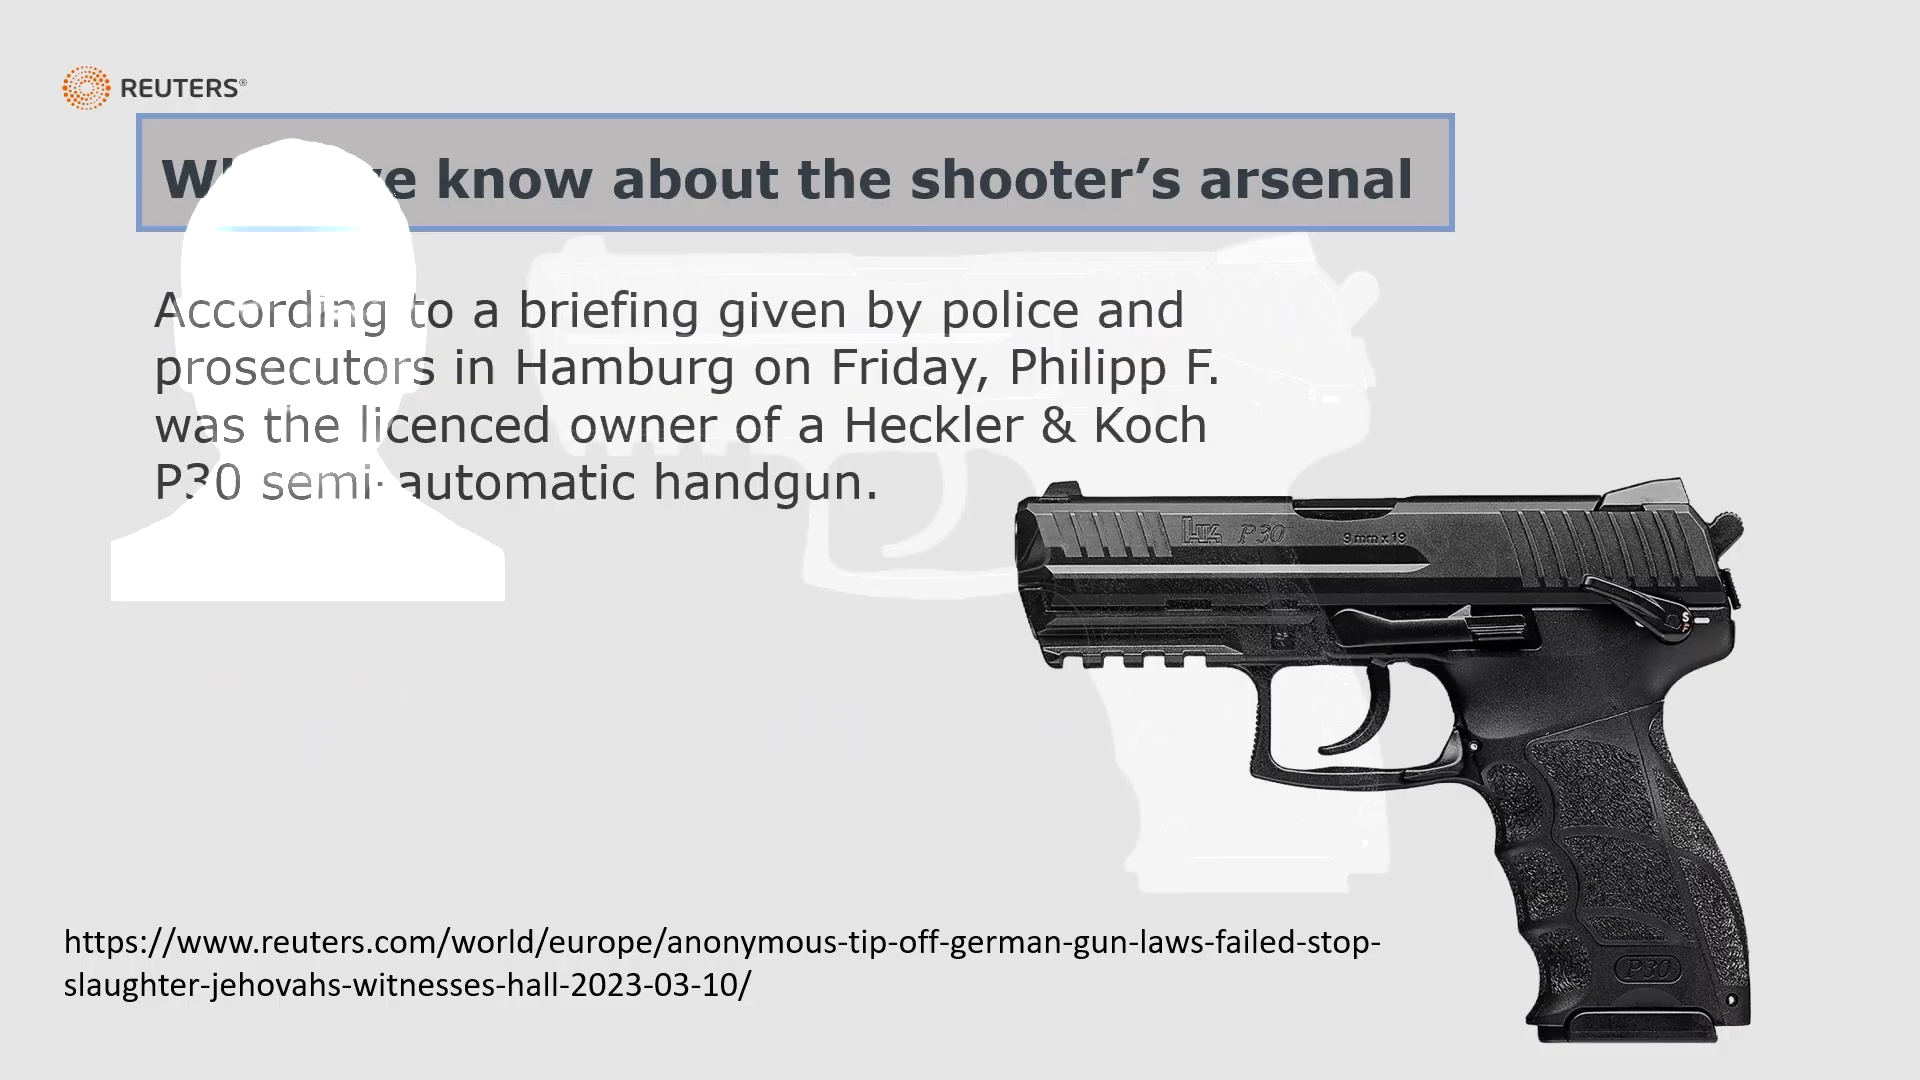 REUTERS®
know about the shooter’s arsenal
According to a briefing given by police and
prosecutors in Hamburg on Friday, Philipp F.
was the licenced owner of a Heckler & Koch
P30 semi-automatic handgun.
HK P30 9mmx19
S
F
P30
https://www.reuters.com/world/europe/anonymous-tip-off-german-gun-laws-failed-stop-
slaughter-jehovahs-witnesses-hall-2023-03-10/